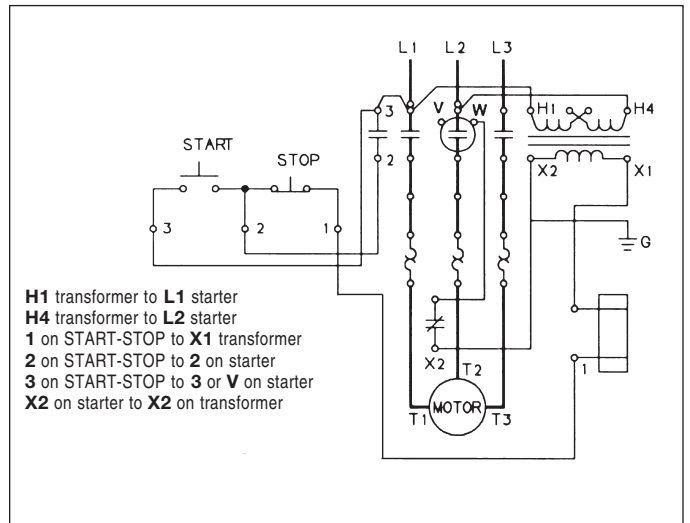 L1 L2 L3
3 V W H1 H4
START STOP 2 X2 X1
3 2 1 G
H1 transformer to L1 starter
H4 transformer to L2 starter
1 on START-STOP to X1 transformer
2 on START-STOP to 2 on starter
3 on START-STOP to 3 or V on starter
X2 on starter to X2 on transformer
X2 T2 1
T1 MOTOR T3